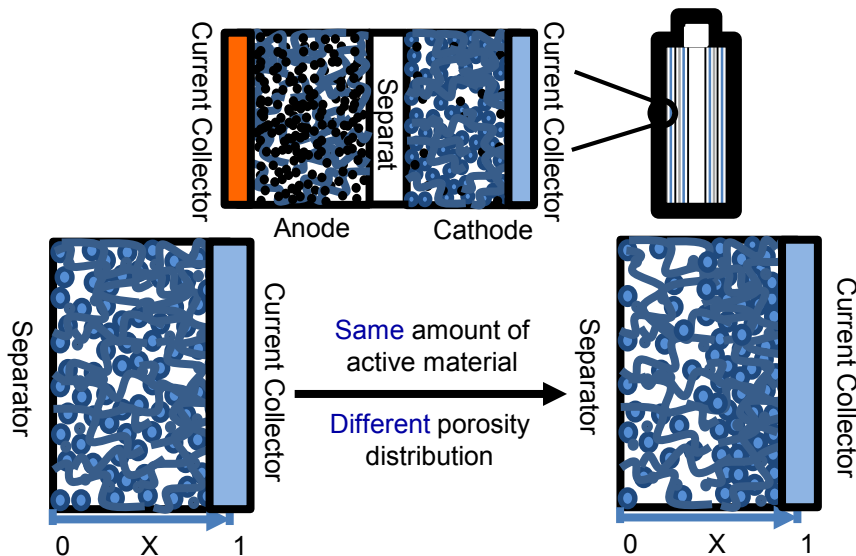 Current Collector
Separat
Current Collector
Anode
Cathode
Separator
Current Collector
Same amount of
active material
Different porosity
distribution
Separator
Current Collector
0 X 1
0 X 1